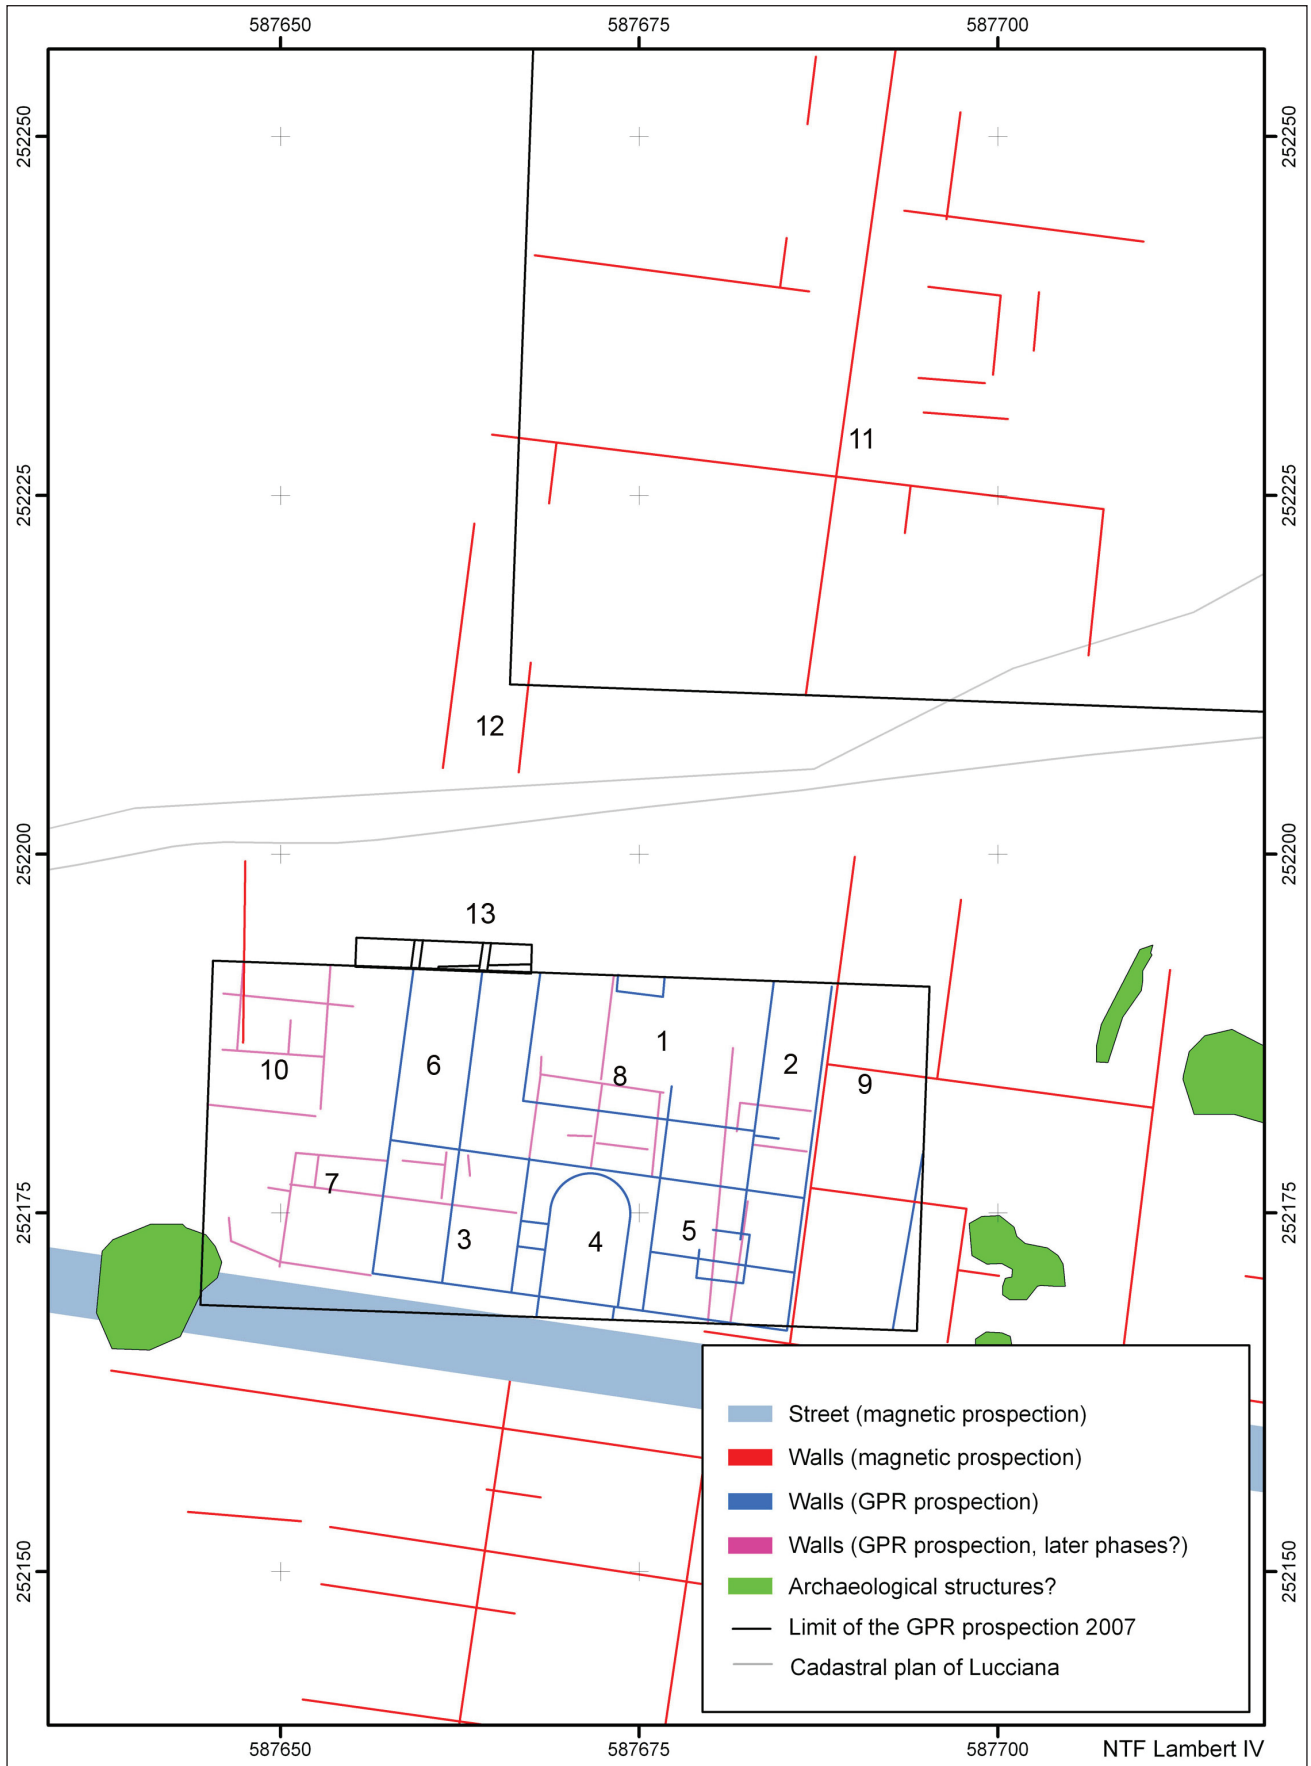 587650 587675 587700
252250 252250
11
252225 252225
12
252200 252200
13
1
6 8 2 9
10
252175 7 252175
3 4 5
Street (magnetic prospection)
Walls (magnetic prospection)
Walls (GPR prospection)
Walls (GPR prospection, later phases?)
252150 252150
Archaeological structures?
Limit of the GPR prospection 2007
Cadastral plan of Lucciana
587650 587675 587700 NTF Lambert IV